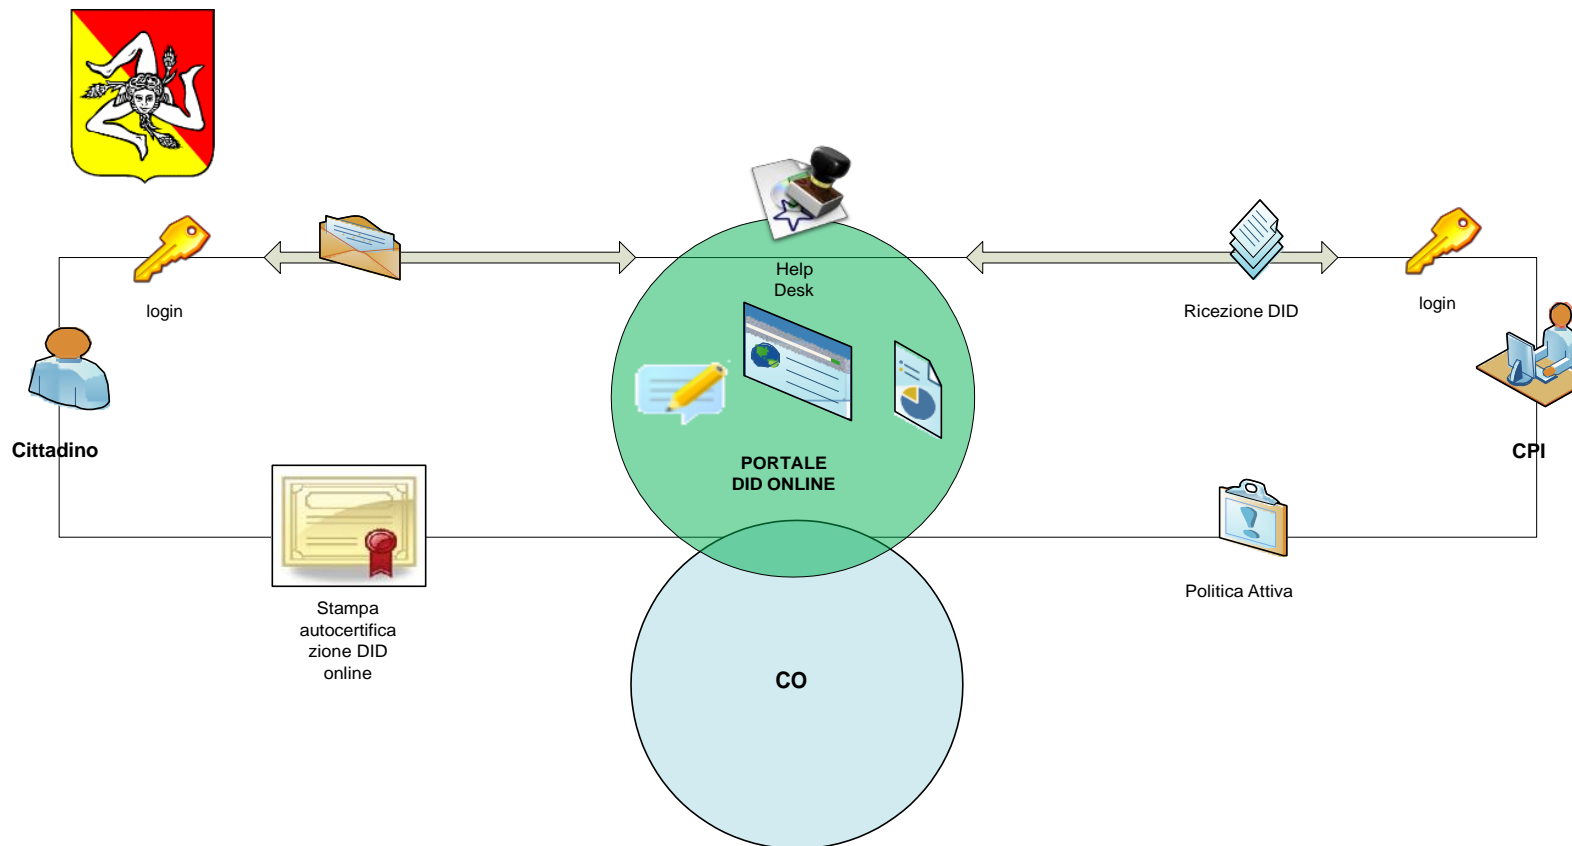 Help
Desk
login
Ricezione DID
login
Cittadino
PORTALE
DID ONLINE
CPI
Stampa
autocertifica
zione DID
online
Politica Attiva
CO